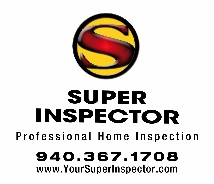 S
SUPER
INSPECTOR
Professional Home Inspection
940.367.1708
www.YourSuperInspector.com